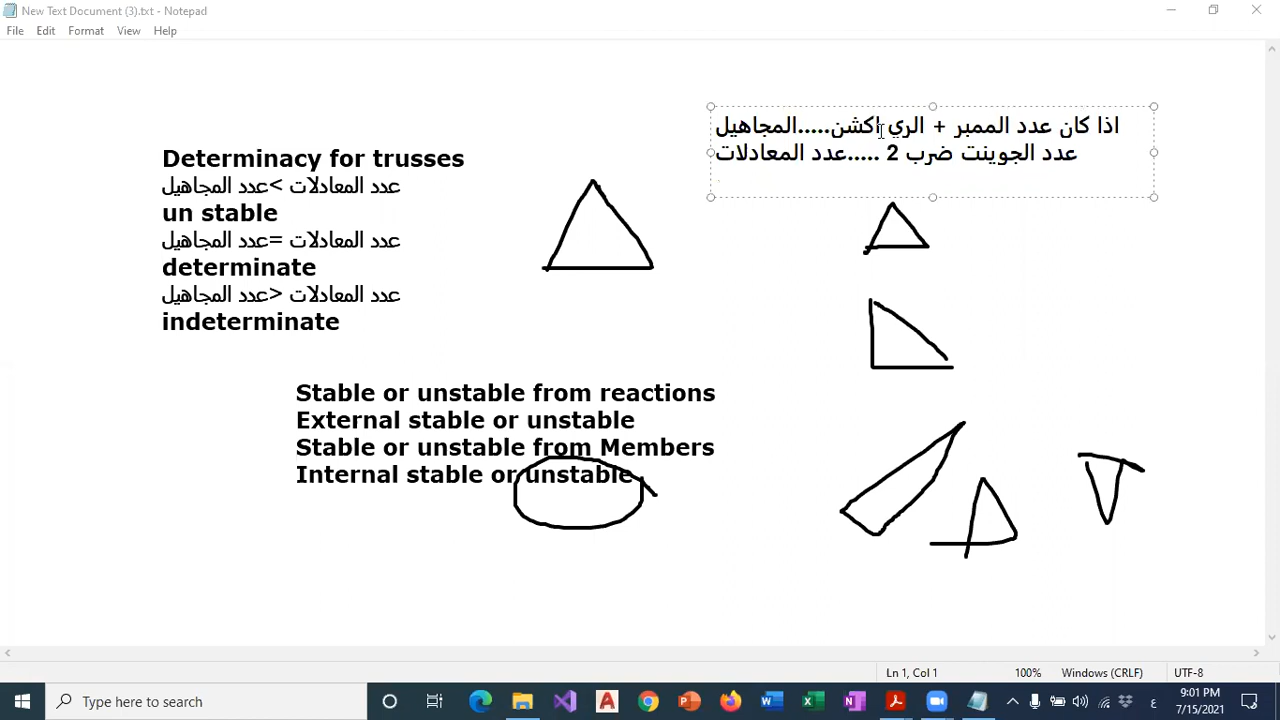 New Text Document (3).txt - Notepad
File Edit Format View Help
اذا كان عدد الممبر + الري اكشن.....المجاهيل
عدد الجوينت ضرب 2 .....عدد المعادلات
Determinacy for trusses
عدد المعادلات >عدد المجاهيل
un stable
عدد المعادلات =عدد المجاهيل
determinate
عدد المعادلات <عدد المجاهيل
indeterminate
Stable or unstable from reactions
External stable or unstable
Stable or unstable from Members
Internal stable or unstable
Ln 1, Col 1 100% Windows (CRLF) UTF-8
Type here to search
ع
9:01 PM
7/15/2021